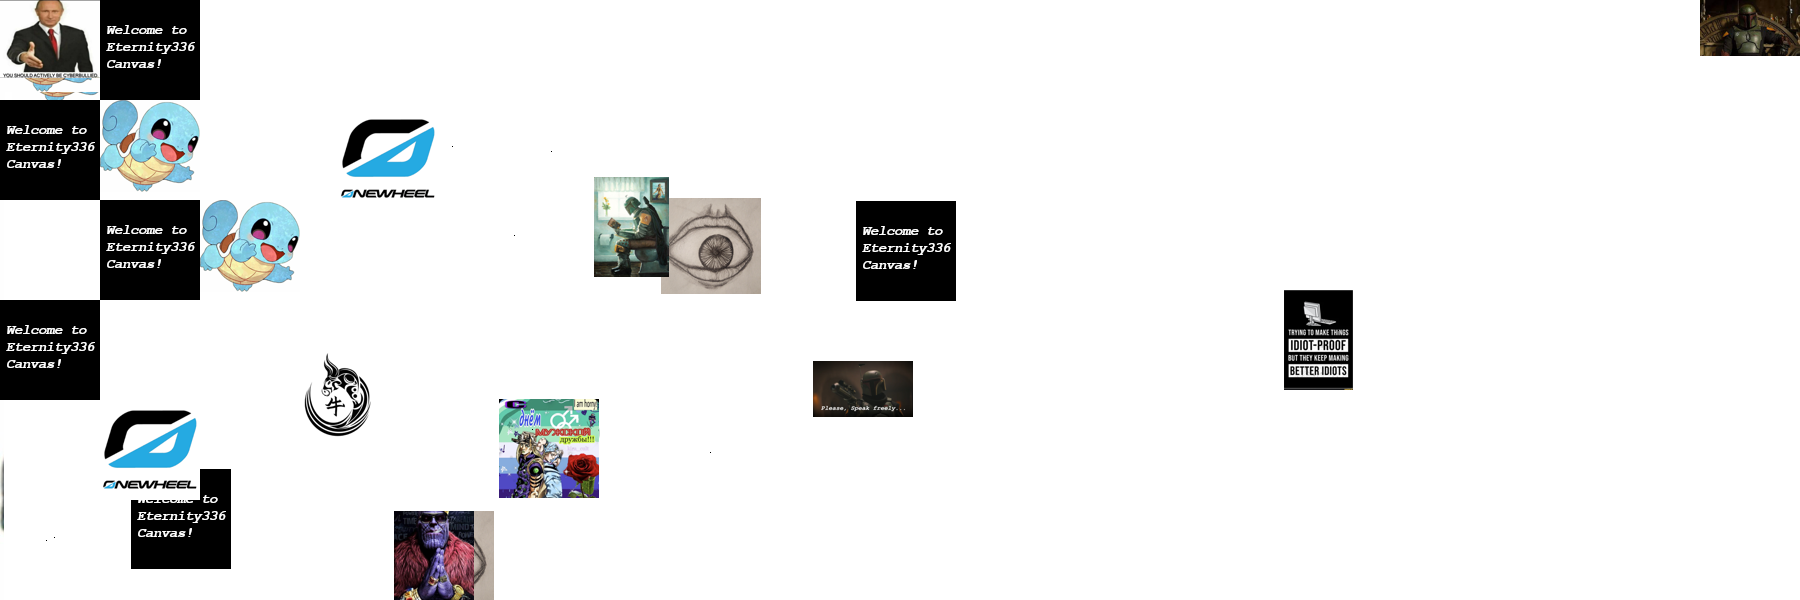 YOU SHOULD ACTIVELY BE CYBERBULLIED.
Welcome to
Eternity336
Canvas!
Welcome to
Eternity336
Canvas!
ONEWHEEL
Welcome to
Eternity336
Canvas!
Welcome to
Eternity336
Canvas!
TRYING TO MAKE THINGS
IDIOT-PROOF
BUT THEY KEEP MAKING
BETTER IDIOTS
Welcome to
Eternity336
Canvas!
牛
Please, Speak freely...
am horny
днём
МУЖСКОЙ
дружбы!!!
ONEWHEEL
Welcome to
Eternity336
Canvas!